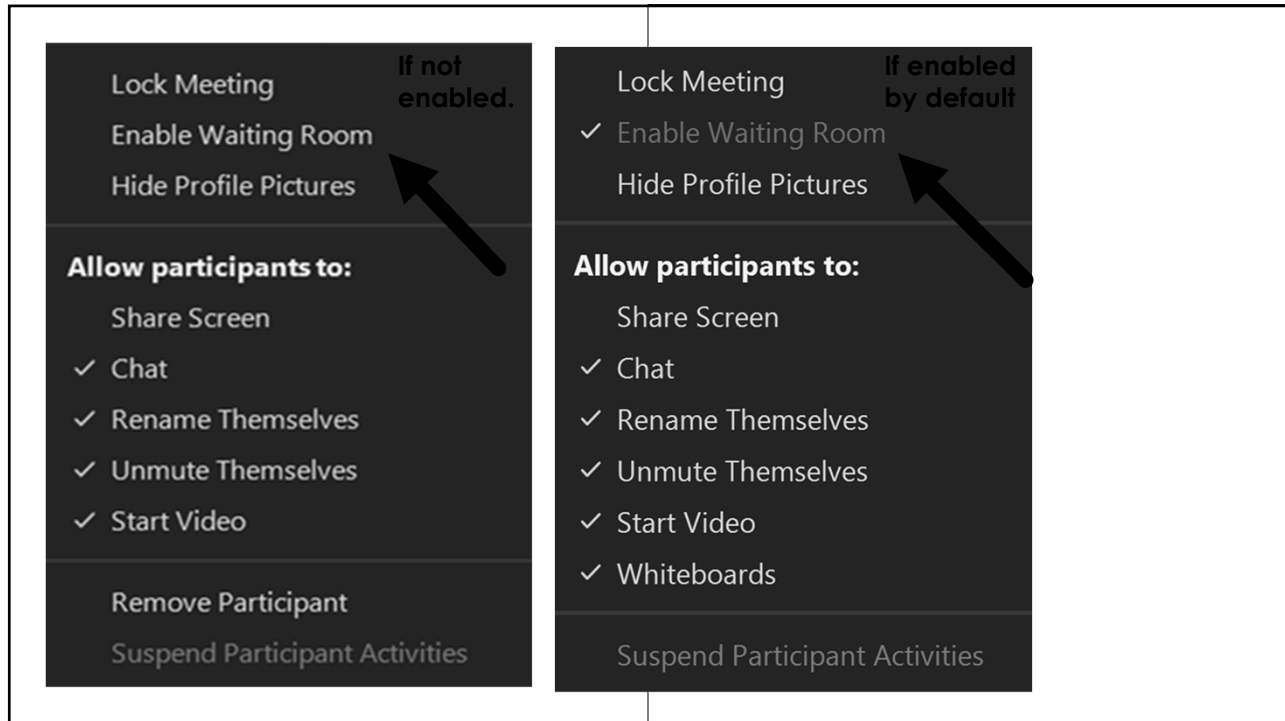 If not
enabled.
Lock Meeting
Enable Waiting Room
Hide Profile Pictures
Allow participants to:
Share Screen
✓ Chat
✓ Rename Themselves
✓ Unmute Themselves
✓ Start Video
Remove Participant
Suspend Participant Activities
If enabled
by default
Lock Meeting
✓ Enable Waiting Room
Hide Profile Pictures
Allow participants to:
Share Screen
✓ Chat
✓ Rename Themselves
✓ Unmute Themselves
✓ Start Video
✓ Whiteboards
Suspend Participant Activities